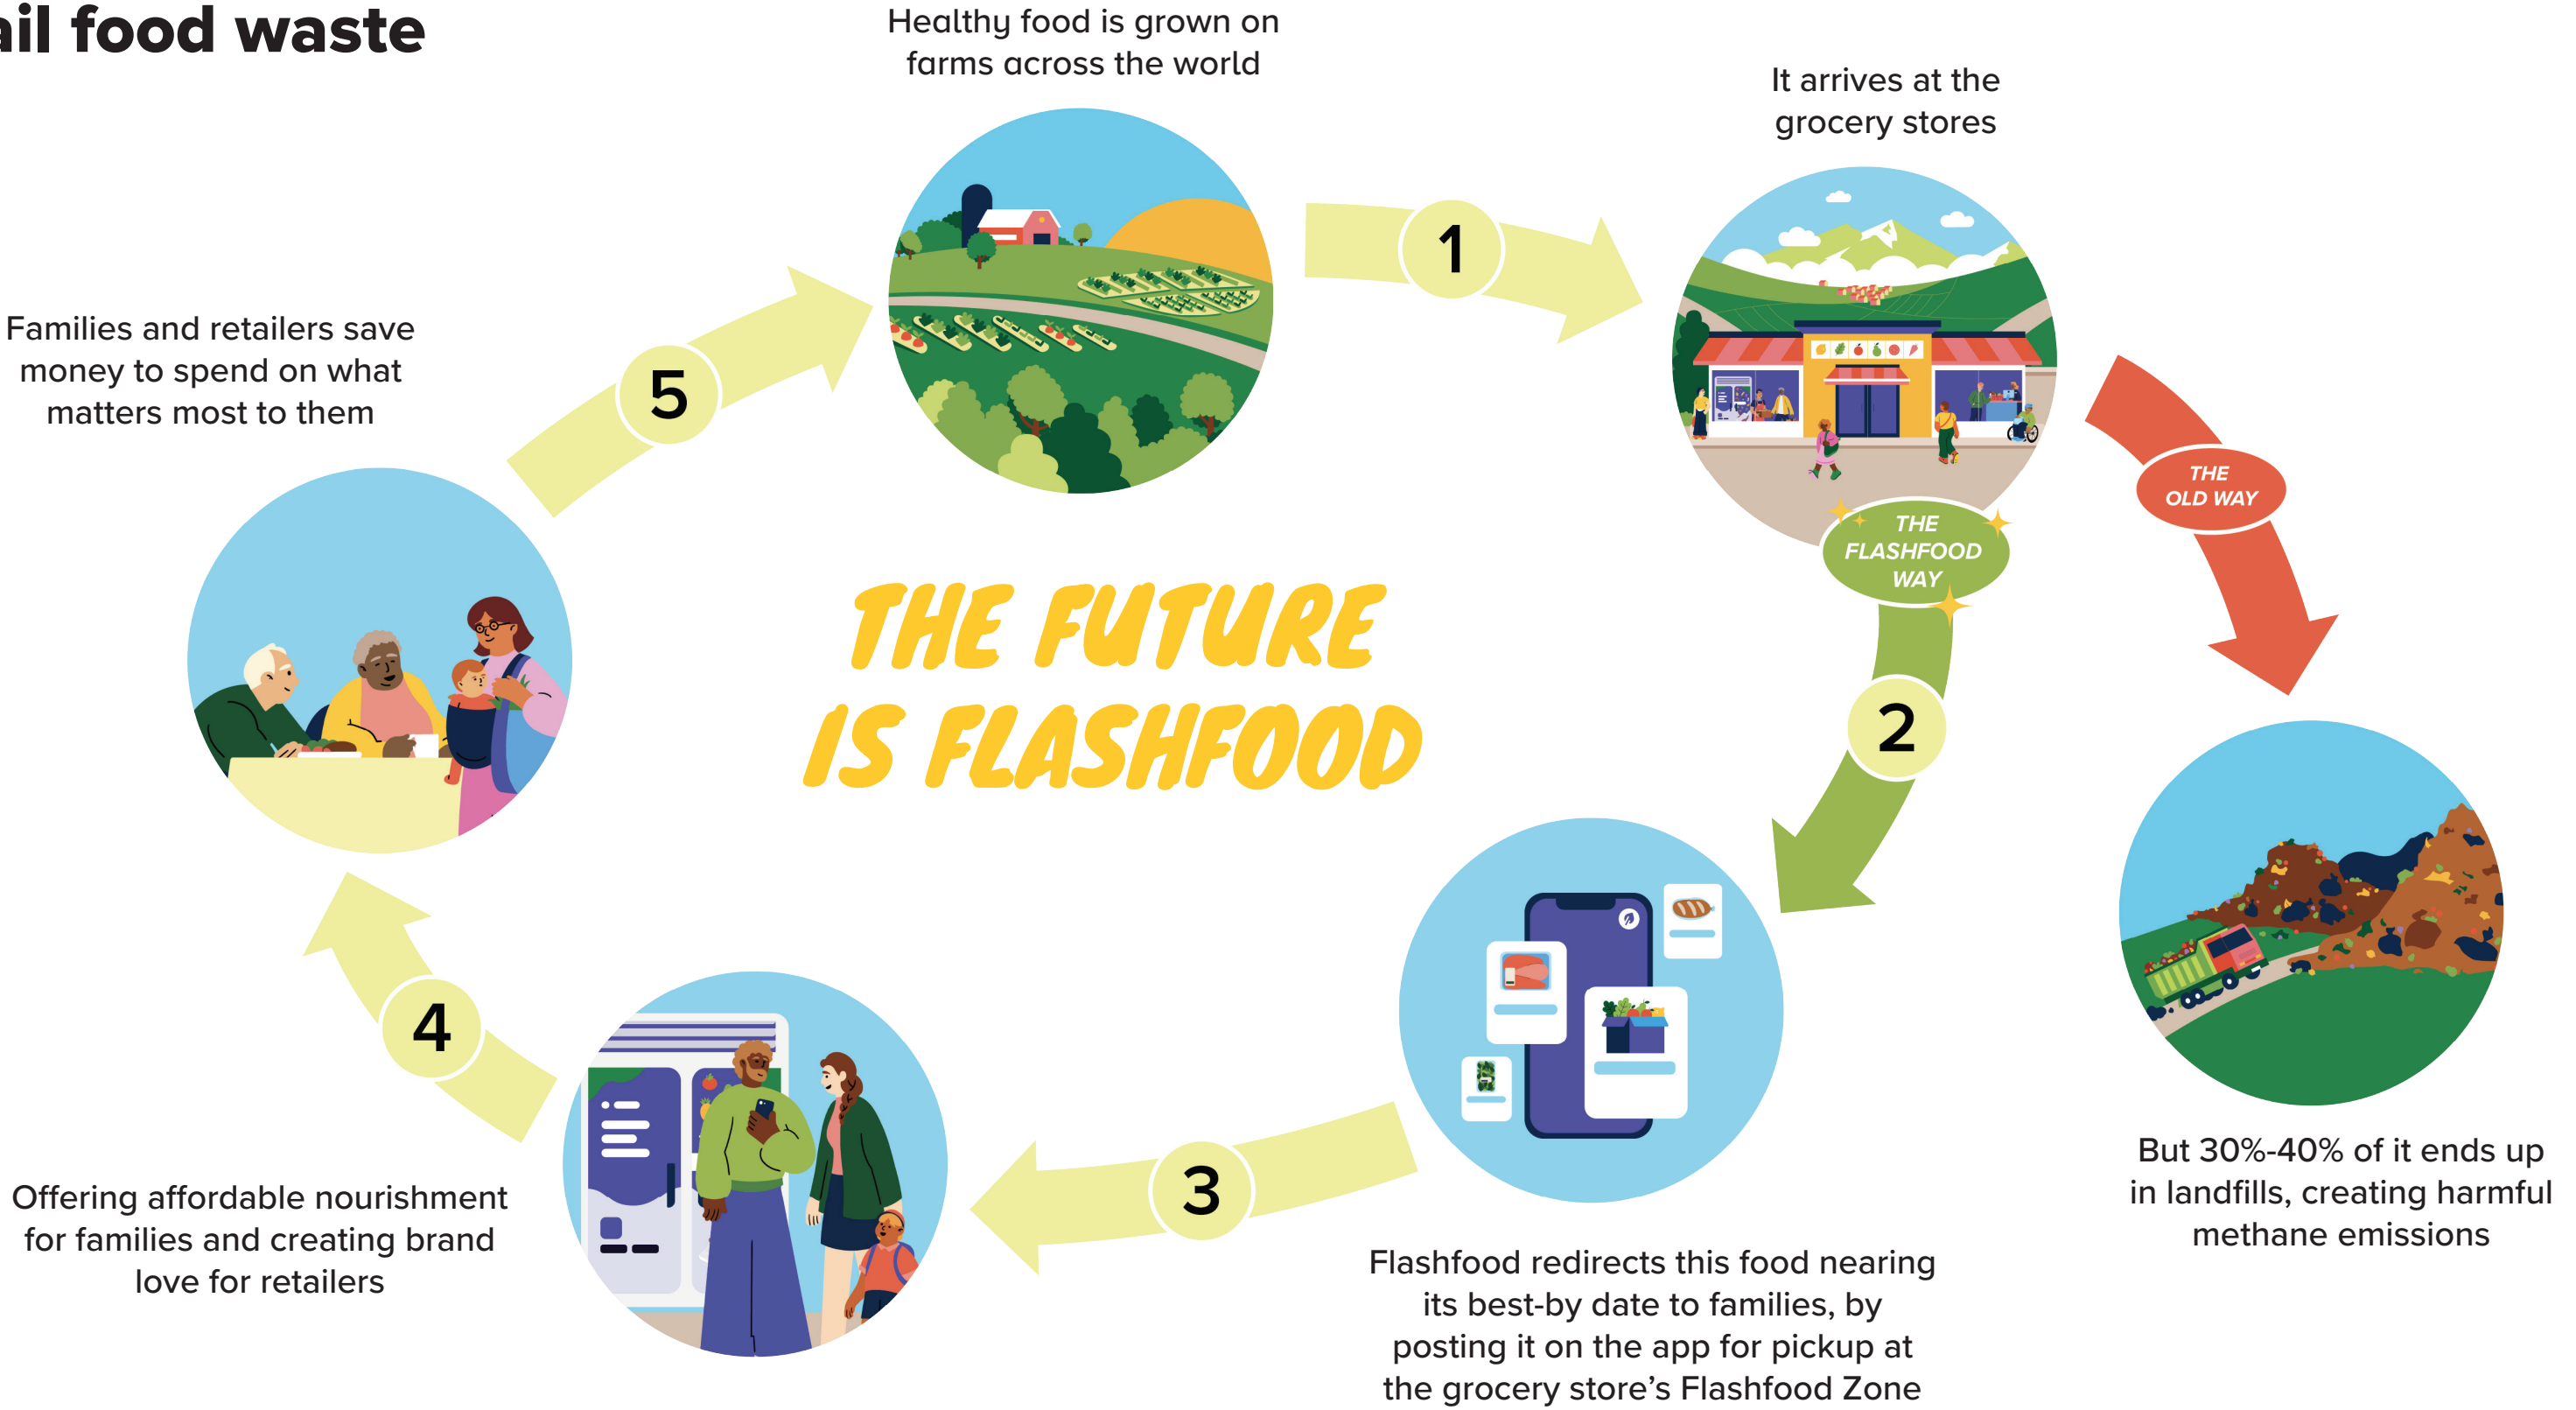 ail food waste
Healthy food is grown on
farms across the world
1
It arrives at the
grocery stores
THE
OLD WAY
But 30%-40% of it ends up
in landfills, creating harmful
methane emissions
THE
FLASHFOOD
WAY
2
Flashfood redirects this food nearing
its best-by date to families, by
posting it on the app for pickup at
the grocery store's Flashfood Zone
3
Offering affordable nourishment
for families and creating brand
love for retailers
4
Families and retailers save
money to spend on what
matters most to them
5
THE FUTURE
IS FLASHFOOD